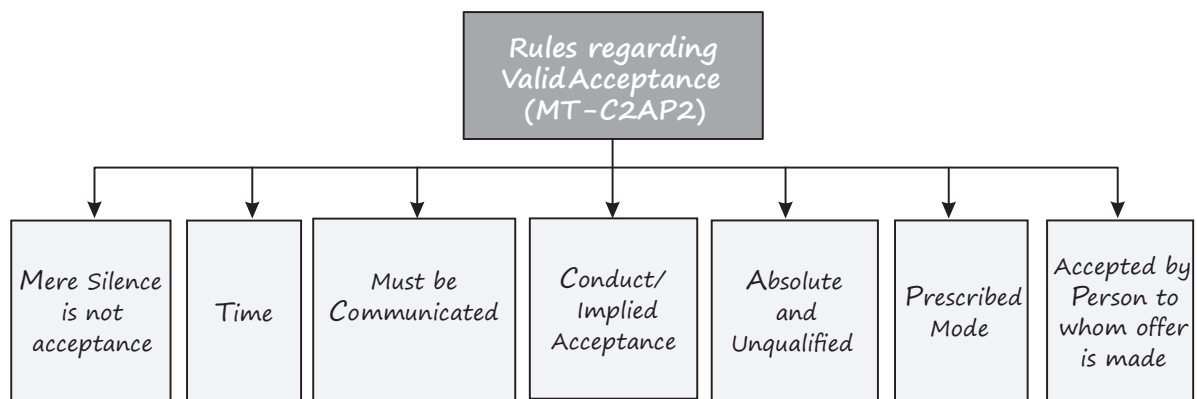 Rules regarding
Valid Acceptance
(MT-C2AP2)
Mere Silence
is not
acceptance
Time
Must be
Communicated
Conduct/
Implied
Acceptance
Absolute
and
Unqualified
Prescribed
Mode
Accepted by
Person to
whom offer
is made